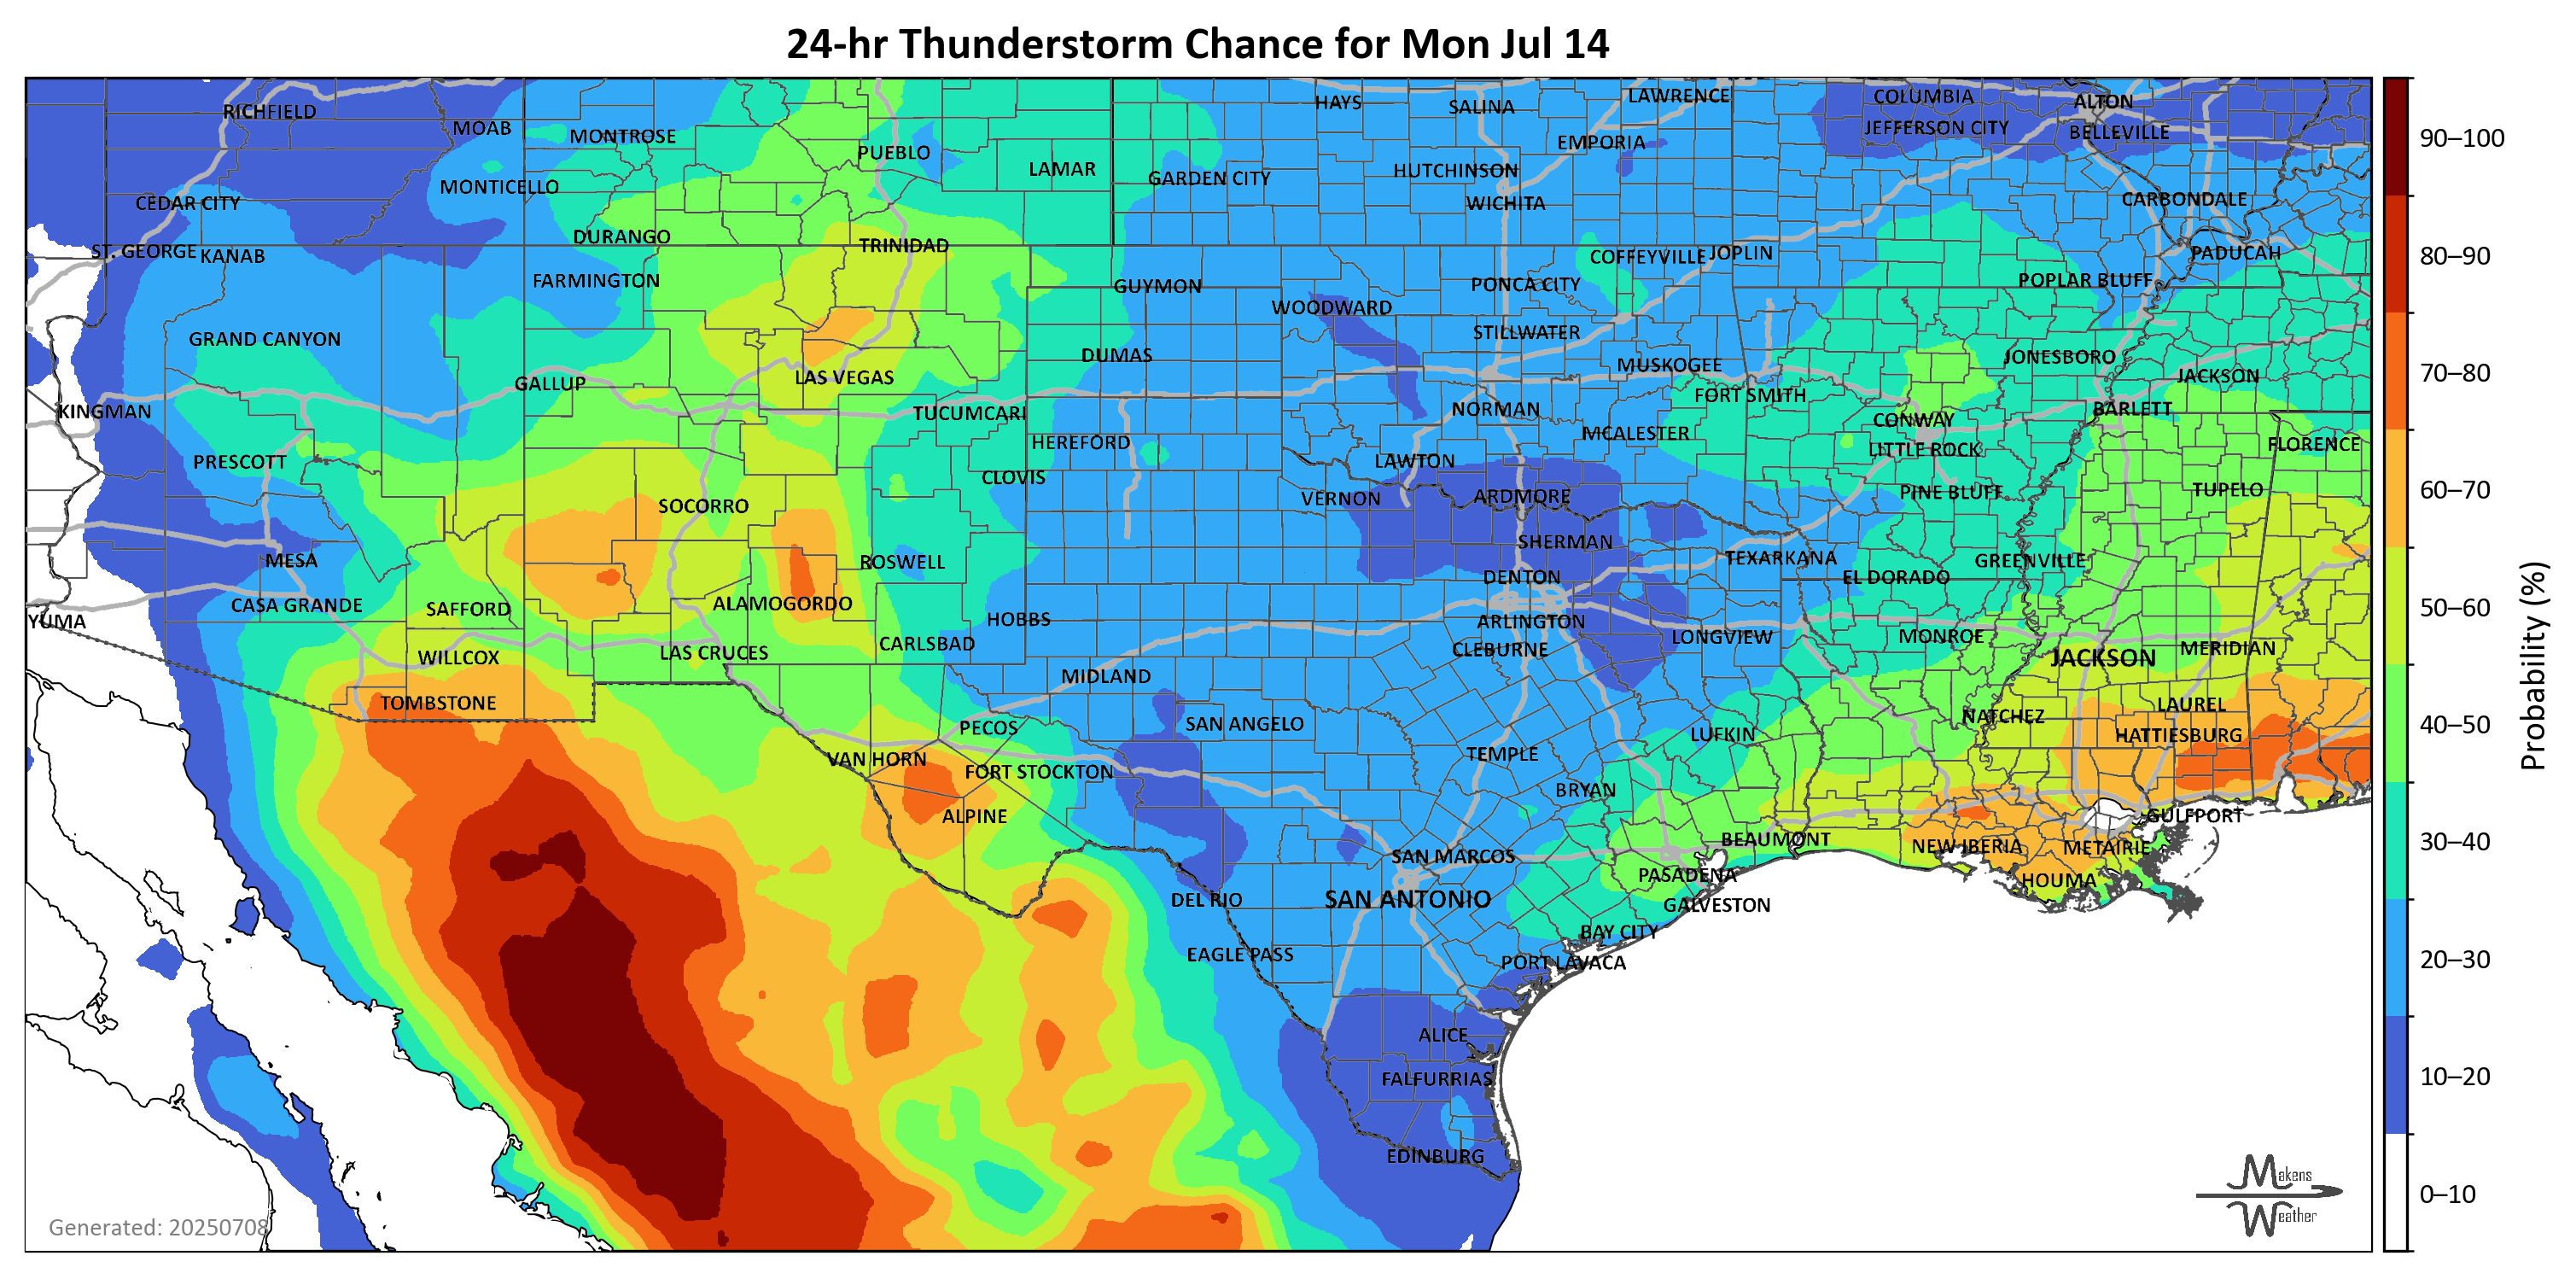 24-hr Thunderstorm Chance for Mon Jul 14
RICHFIELD
MOAB
MONTROSE
PUEBLO
LAMAR
HAYS
SALINA
LAWRENCE
COLUMBIA
ALTON
JEFFERSON CITY
BELLEVILLE
EMPORIA
HUTCHINSON
GARDEN CITY
WICHITA
MONTICELLO
CEDAR CITY
CARBONDALE
DURANGO
TRINIDAD
ST. GEORGE
KANAB
FARMINGTON
COFFEYVILLE
JOPLIN
PADUCAH
POPLAR BLUFF
GUYMON
PONCA CITY
WOODWARD
STILLWATER
GRAND CANYON
DUMAS
JONESBORO
MUSKOGEE
LAS VEGAS
GALLUP
JACKSON
FORT SMITH
KINGMAN
TUCUMCARI
NORMAN
BARLETT
CONWAY
HEREFORD
MCALESTER
FLORENCE
LITTLE ROCK
PRESCOTT
LAWTON
CLOVIS
PINE BLUFF
TUPELO
VERNON
ARDMORE
SOCORRO
SHERMAN
MESA
ROSWELL
TEXARKANA
GREENVILLE
DENTON
EL DORADO
CASA GRANDE
SAFFORD
ALAMOGORDO
YUMA
HOBBS
ARLINGTON
LONGVIEW
MONROE
CARLSBAD
CLEBURNE
MERIDIAN
WILLCOX
LAS CRUCES
JACKSON
MIDLAND
TOMBSTONE
LAUREL
NATCHEZ
PECOS
SAN ANGELO
LUFKIN
HATTIESBURG
VAN HORN
FORT STOCKTON
TEMPLE
BRYAN
ALPINE
GULFPORT
BEAUMONT
NEW IBERIA
METAIRIE
SAN MARCOS
PASADENA
HOUMA
DEL RIO
SAN ANTONIO
GALVESTON
BAY CITY
EAGLE PASS
PORT LAVACA
ALICE
FALFURRIAS
EDINBURG
Generated: 20250708
Makens
Weather
90–100
80–90
70–80
60–70
50–60
40–50
30–40
20–30
10–20
0–10
Probability (%)